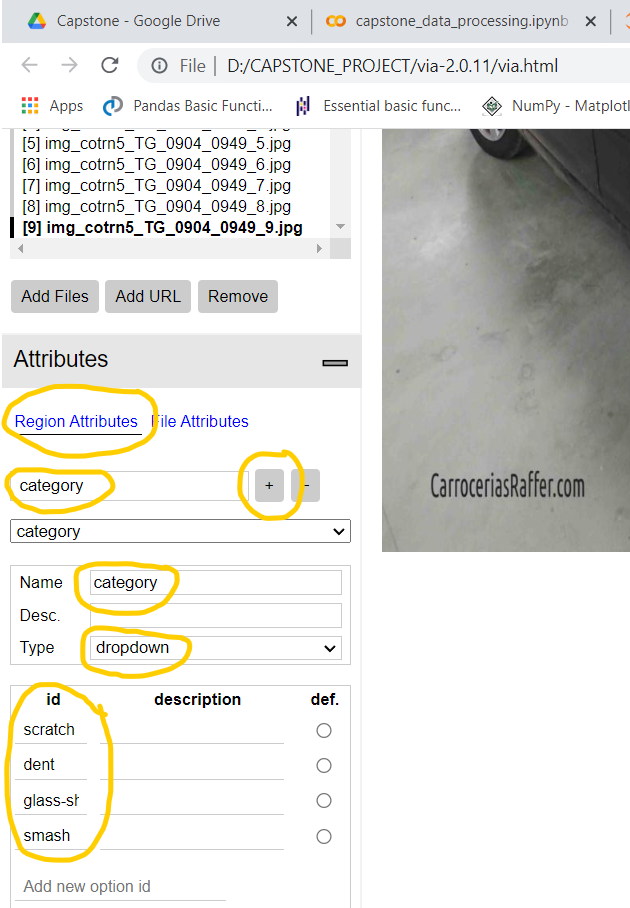 Capstone - Google Drive
capstone_data_processing.ipynb
File | D:/CAPSTONE_PROJECT/via-2.0.11/via.html
Apps
Pandas Basic Functi...
Essential basic func...
NumPy - Matplotl
[5] img_cotrn5_TG_0904_0949_5.jpg
[6] img_cotrn5_TG_0904_0949_6.jpg
[7] img_cotrn5_TG_0904_0949_7.jpg
[8] img_cotrn5_TG_0904_0949_8.jpg
[9] img_cotrn5_TG_0904_0949_9.jpg
Add Files Add URL Remove
Attributes
Region Attributes File Attributes
category + -
category
Name category
Desc.
Type dropdown
id description def.
scratch
dent
glass-sh
smash
Add new option id
CarroceriasRaffer.com